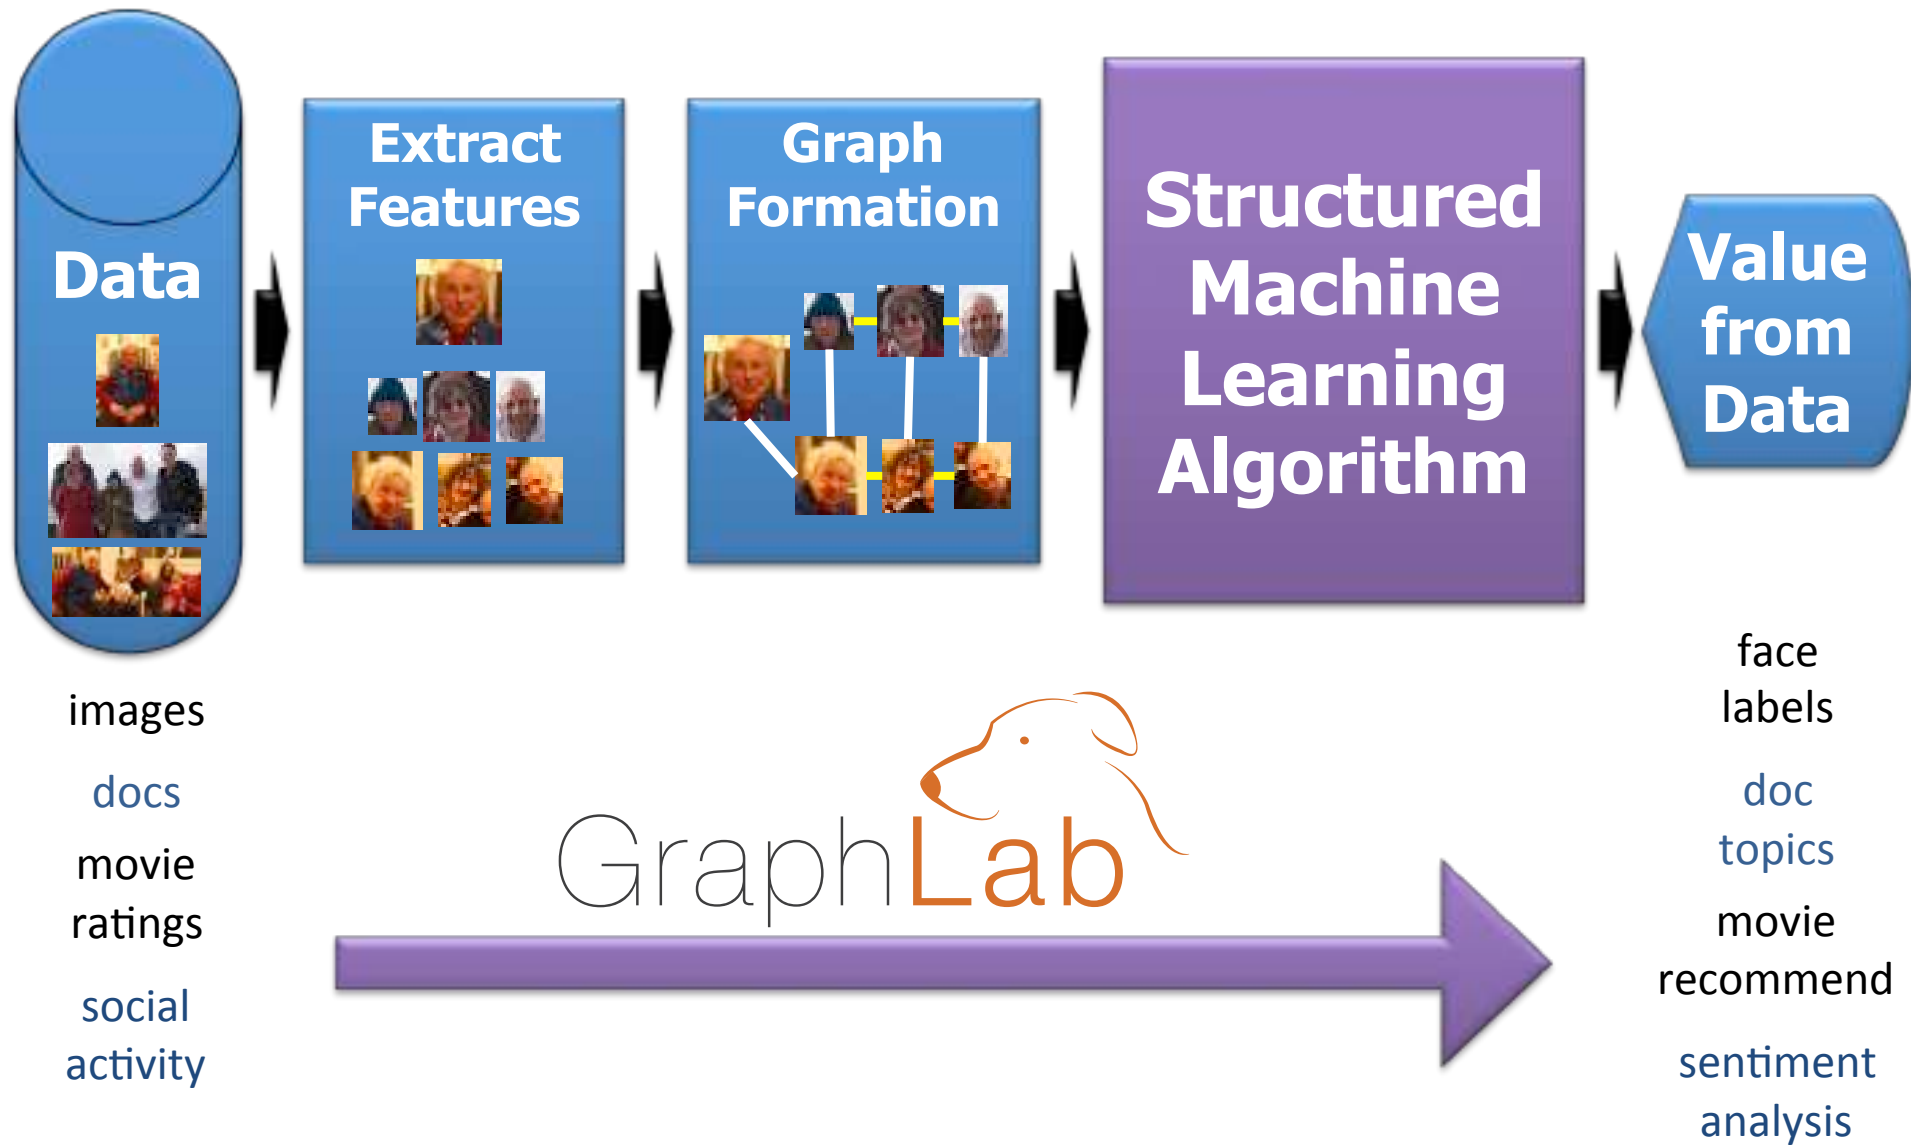 Data
Extract
Features
Graph
Formation
Structured
Machine
Learning
Algorithm
Value
from
Data
images
docs
movie
ratings
social
activity
GraphLab
face
labels
doc
topics
movie
recommend
sentiment
analysis